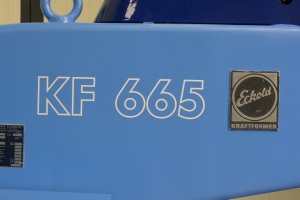 KF 665
Eckold
KRAFTFORMER